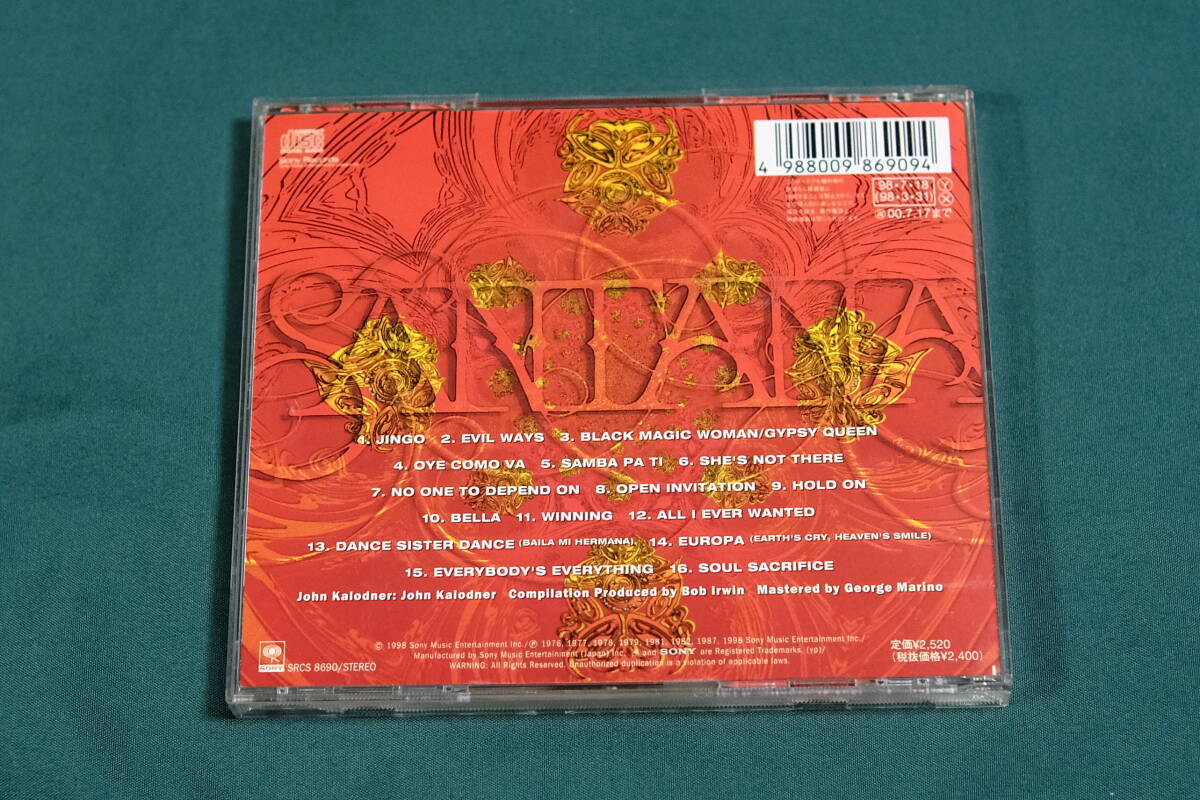 disc
Sony Records
4 988009 869094
98・7・18 Y
(98・3・31) X
00.7.17まで
SANTANA
1. JINGO 2. EVIL WAYS 3. BLACK MAGIC WOMAN/GYPSY QUEEN
4. OYE COMO VA 5. SAMBA PA TI 6. SHE'S NOT THERE
7. NO ONE TO DEPEND ON 8. OPEN INVITATION 9. HOLD ON
10. BELLA 11. WINNING 12. ALL I EVER WANTED
13. DANCE SISTER DANCE (BAILA MI HERMANA) 14. EUROPA (EARTH'S CRY, HEAVEN'S SMILE)
15. EVERYBODY'S EVERYTHING 16. SOUL SACRIFICE
John Kalodner: John Kalodner Compilation Produced by Bob Irwin Mastered by George Marino
© 1998 Sony Music Entertainment Inc./℗ 1976, 1977, 1978, 1979, 1981, 1982, 1987, 1998 Sony Music Entertainment Inc./
Manufactured by Sony Music Entertainment (Japan) Inc. and SONY are Registered Trademarks. (yp)/
WARNING: All Rights Reserved. Unauthorized duplication is a violation of applicable laws.
SONY
SRCS 8690/STEREO
定価¥2,520
(税抜価格¥2,400)